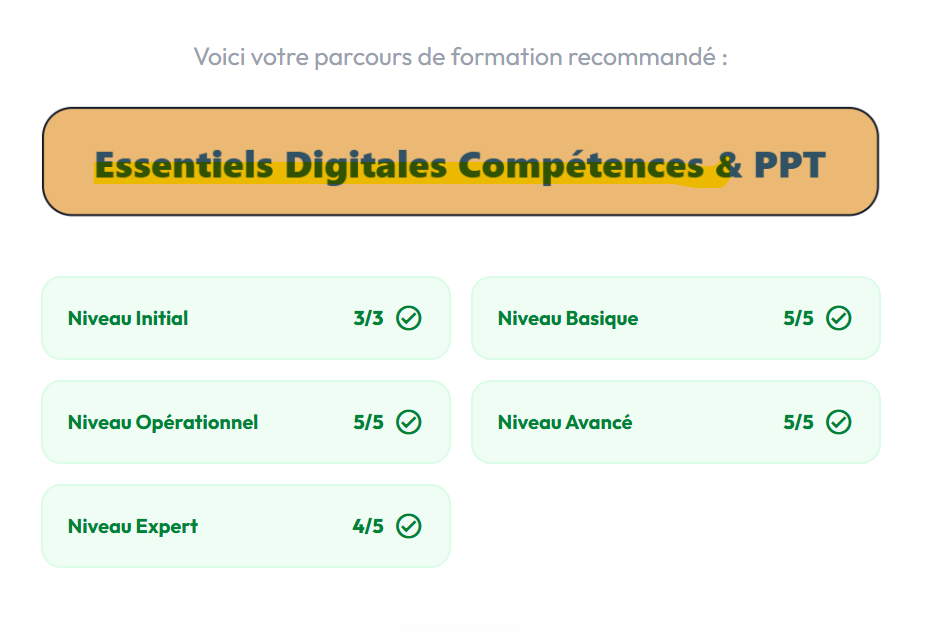 Voici votre parcours de formation recommandé :
Essentiels Digitales Compétences & PPT
Niveau Initial 3/3
Niveau Basique 5/5
Niveau Opérationnel 5/5
Niveau Avancé 5/5
Niveau Expert 4/5